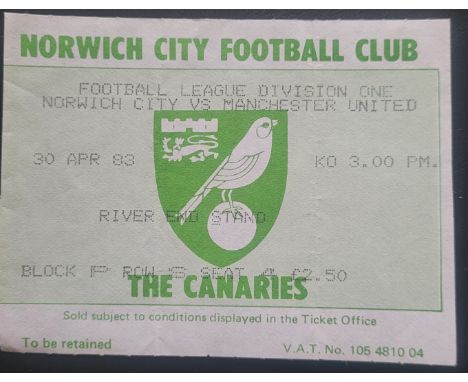 NORWICH CITY FOOTBALL CLUB
FOOTBALL LEAGUE DIVISION ONE
NORWICH CITY VS MANCHESTER UNITED
30 APR 83 KO 3.00 PM.
RIVER END STAND
BLOCK P ROW S SEAT 4 £2.50
THE CANARIES
Sold subject to conditions displayed in the Ticket Office
To be retained V.A.T. No. 105 4810 04